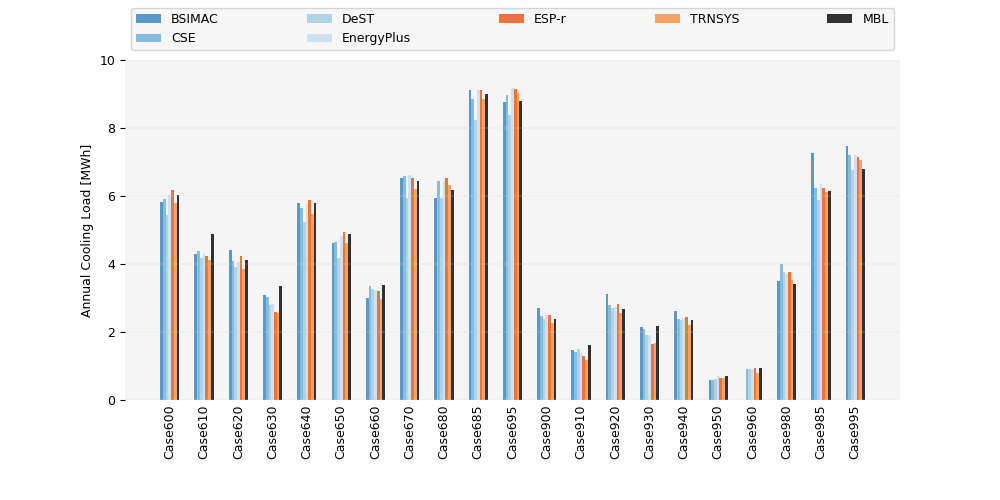 BSIMAC DeST ESP-r TRNSYS MBL
CSE EnergyPlus
10
8
6
4
2
0
Annual Cooling Load [MWh]
Case600
Case610
Case620
Case630
Case640
Case650
Case660
Case670
Case680
Case685
Case695
Case900
Case910
Case920
Case930
Case940
Case950
Case960
Case980
Case985
Case995